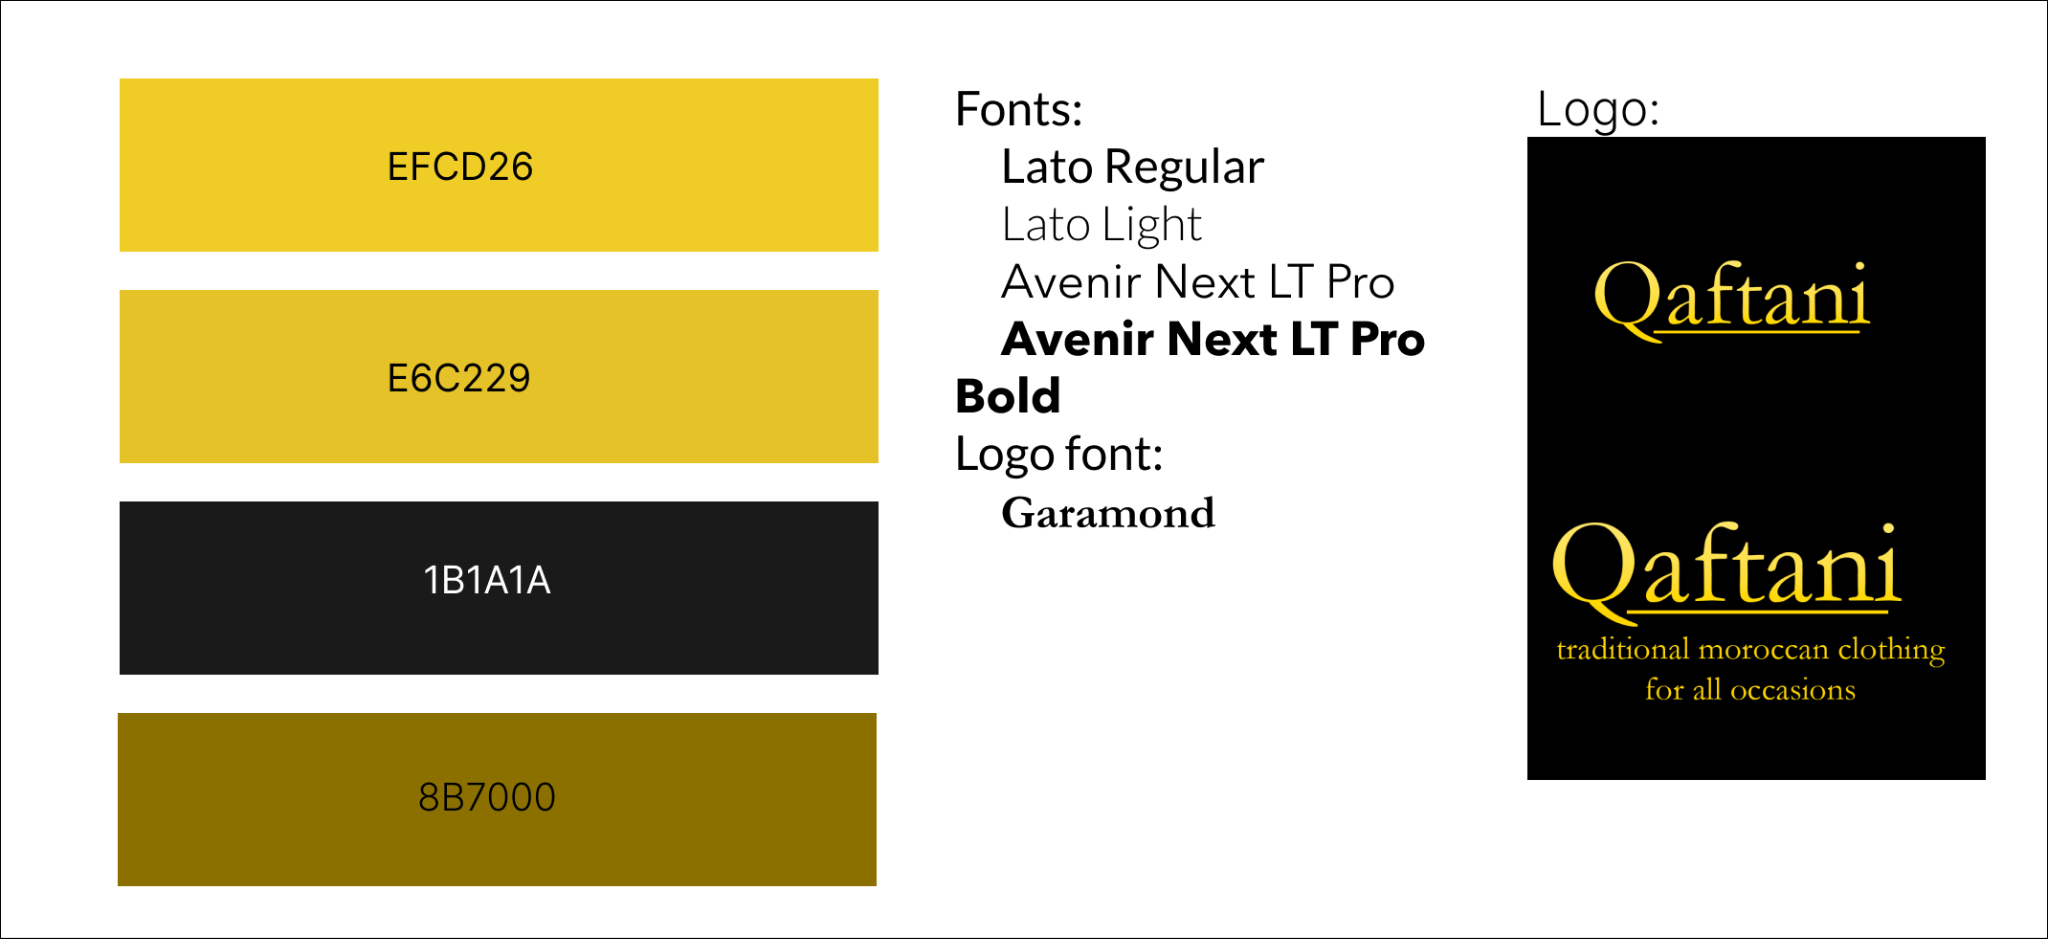 EFCD26
E6C229
1B1A1A
8B7000
Fonts:
Lato Regular
Lato Light
Avenir Next LT Pro
Avenir Next LT Pro
Bold
Logo font:
Garamond
Logo:
Qaftani
Qaftani
traditional moroccan clothing
for all occasions